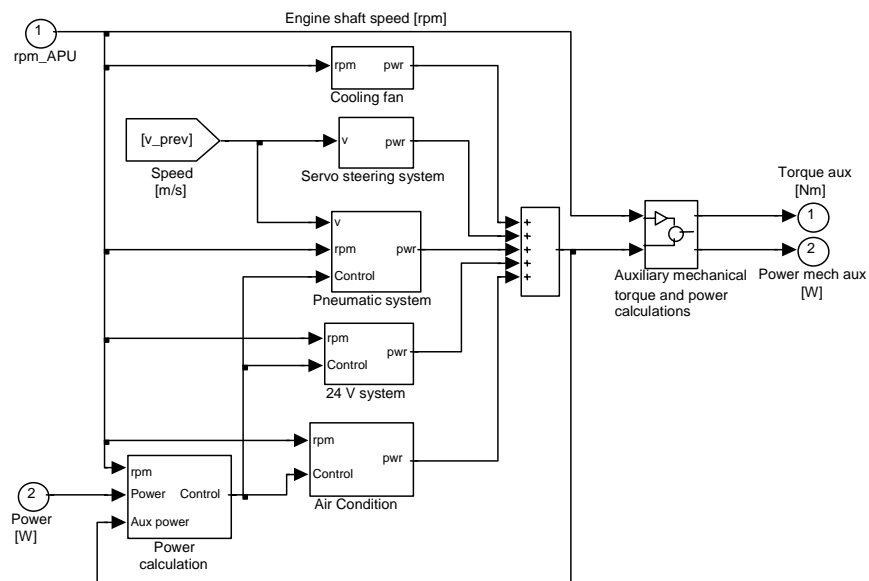 Engine shaft speed [rpm]
1
rpm_APU
rpm
pwr
Cooling fan
[v_prev]
Speed
[m/s]
v
pwr
Servo steering system
v
rpm
pwr
Control
Pneumatic system
+
+
+
+
+
Torque aux
[Nm]
1
2
Power mech aux
[W]
Auxiliary mechanical
torque and power
calculations
rpm
pwr
Control
24 V system
rpm
pwr
Control
Air Condition
rpm
Power
Control
Aux power
Power
calculation
2
Power
[W]